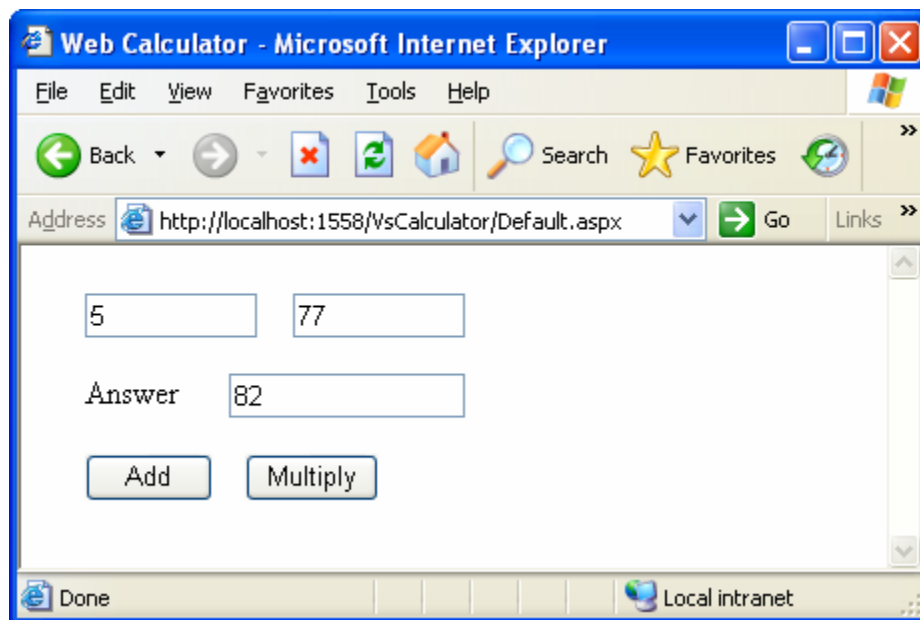 Web Calculator - Microsoft Internet Explorer
File Edit View Favorites Tools Help
Back Search Favorites »
Address http://localhost:1558/VsCalculator/Default.aspx Go Links »
5 77
Answer 82
Add Multiply
Done Local intranet